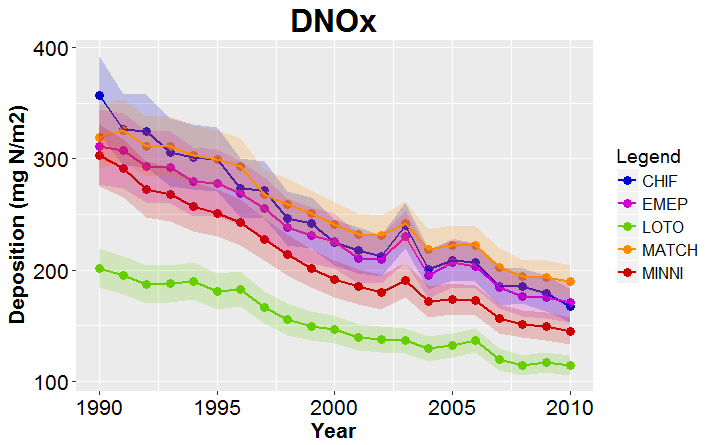 DNOx
Deposition (mg N/m2)
400
300
200
100
1990
1995
2000
2005
2010
Year
Legend
CHIF
EMEP
LOTO
MATCH
MINNI